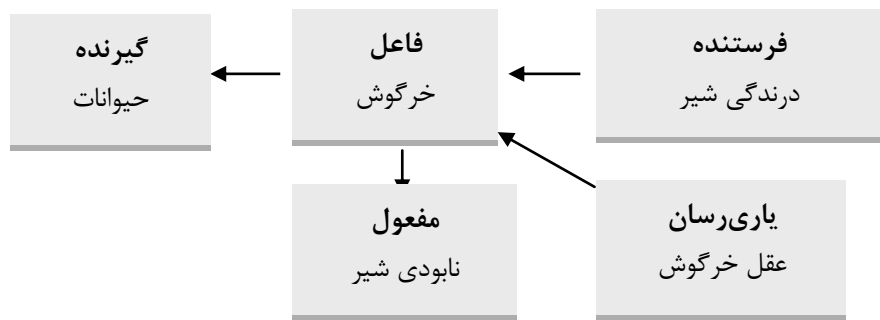 فرستنده
درندگی شیر
فاعل
خرگوش
گیرنده
حیوانات
یاری‌رسان
عقل خرگوش
مفعول
نابودی شیر